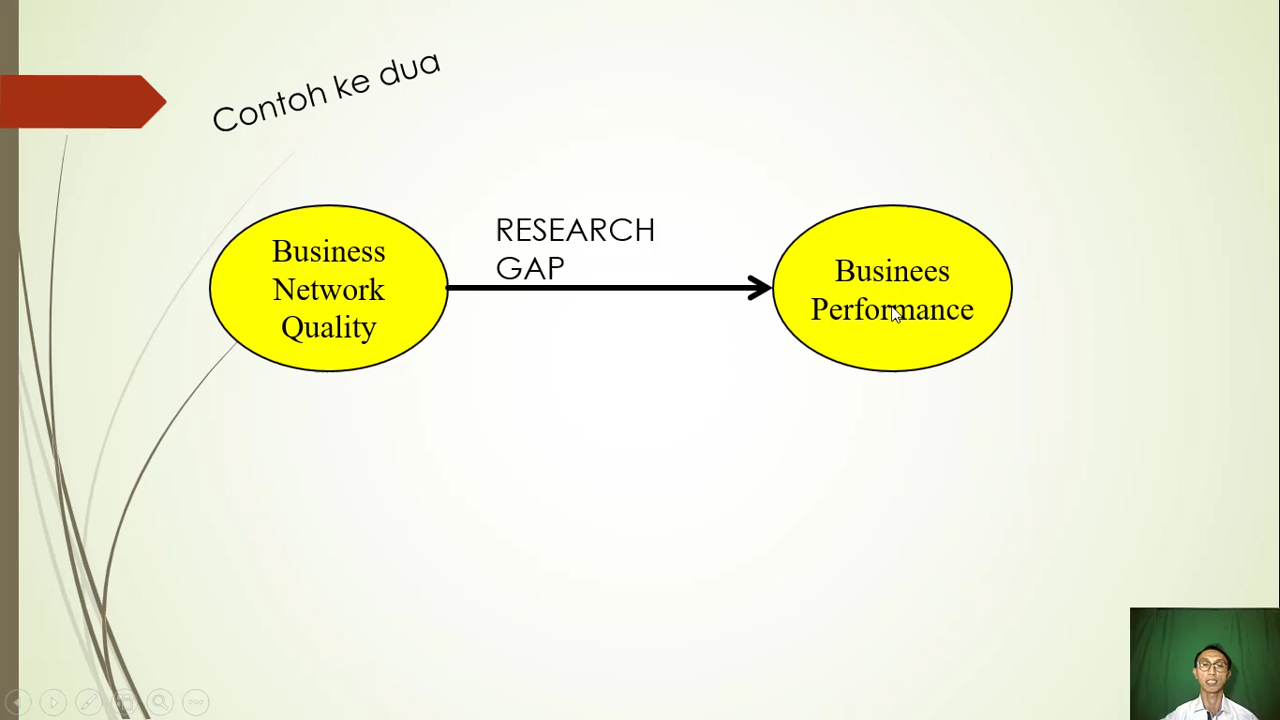 Contoh ke dua
RESEARCH
GAP
Business
Network
Quality
Businees
Performance